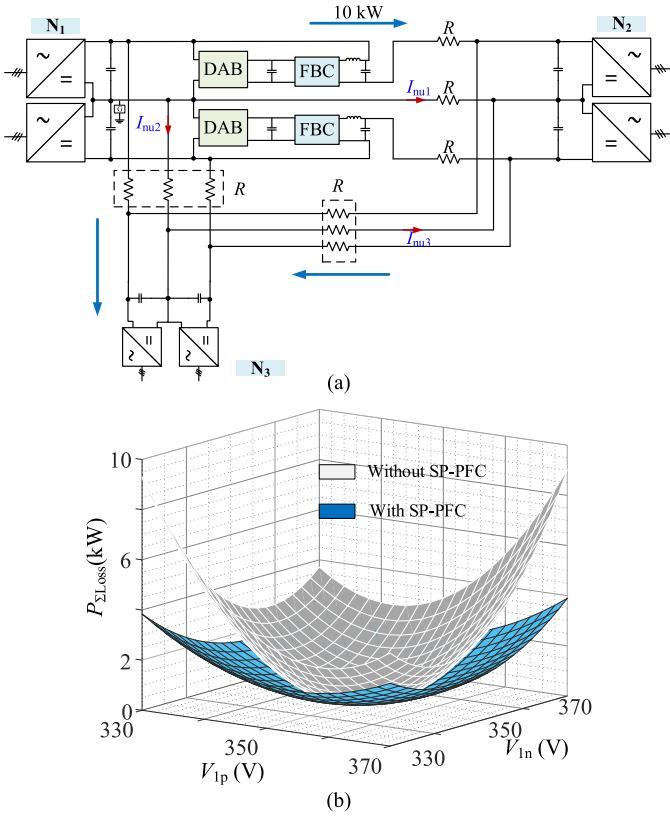 10 kW
N1
N2
DAB
FBC
R
Inu1
R
DAB
FBC
Inu2
R
R
R
Inu3
N3
(a)
10
Without SP-PFC
With SP-PFC
6
PΣLoss(kW)
2
0
330
350
370
V1p (V)
330
350
370
V1n (V)
(b)